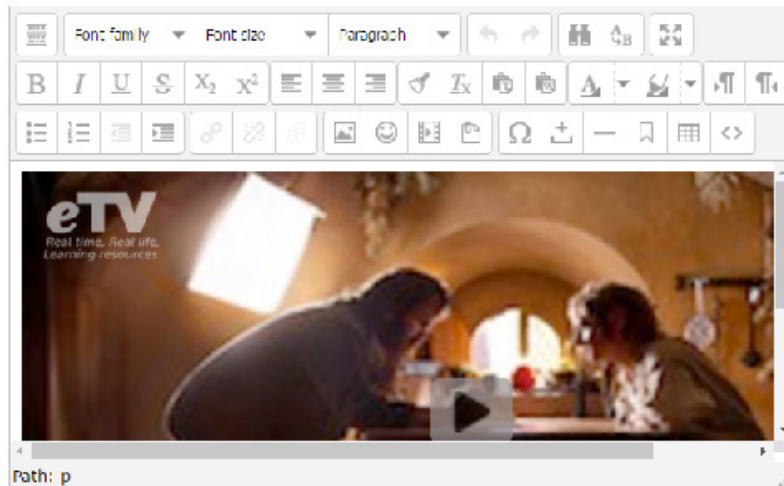 Font family Font size Paragraph
eTV
Real time, Real life,
Learning resources
Path: p